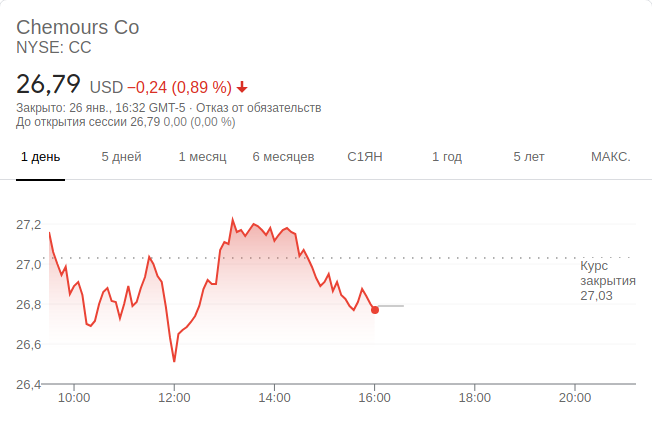 Chemours Co
NYSE: CC
26,79 USD −0,24 (0,89 %)
Закрыто: 26 янв., 16:32 GMT-5 · Отказ от обязательств
До открытия сессии 26,79 0,00 (0,00 %)
1 день 5 дней 1 месяц 6 месяцев С1ЯН 1 год 5 лет МАКС.
27,2
27,0
26,8
26,6
26,4
Курс
закрытия
27,03
10:00 12:00 14:00 16:00 18:00 20:00